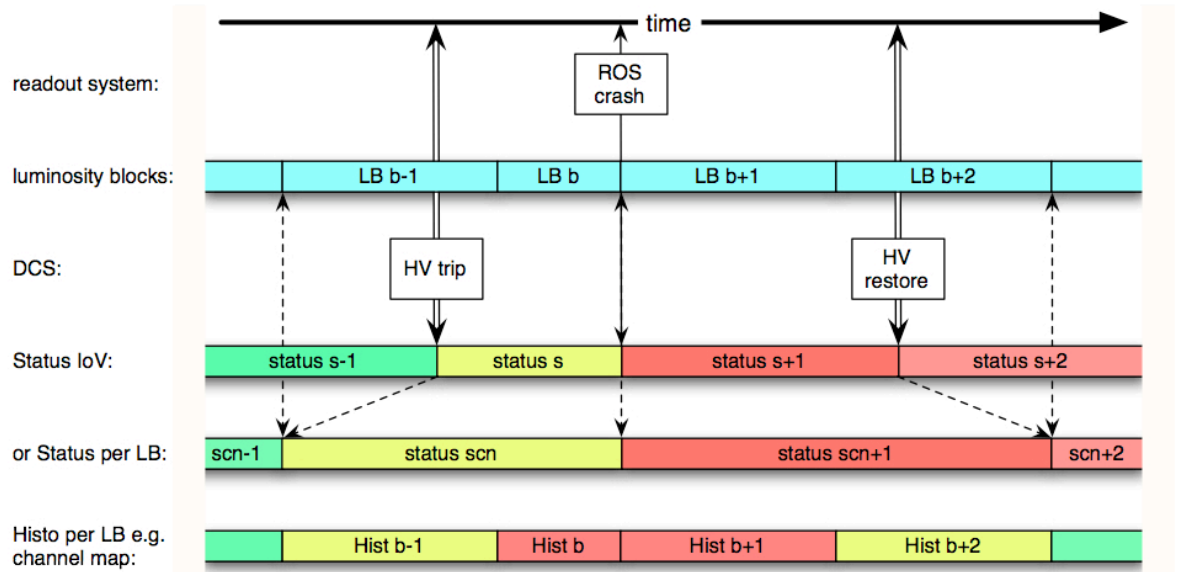 time
readout system:
ROS
crash
luminosity blocks:
LB b-1
LB b
LB b+1
LB b+2
DCS:
HV trip
HV
restore
Status IoV:
status s-1
status s
status s+1
status s+2
or Status per LB:
scn-1
status scn
status scn+1
scn+2
Histo per LB e.g.
channel map:
Hist b-1
Hist b
Hist b+1
Hist b+2